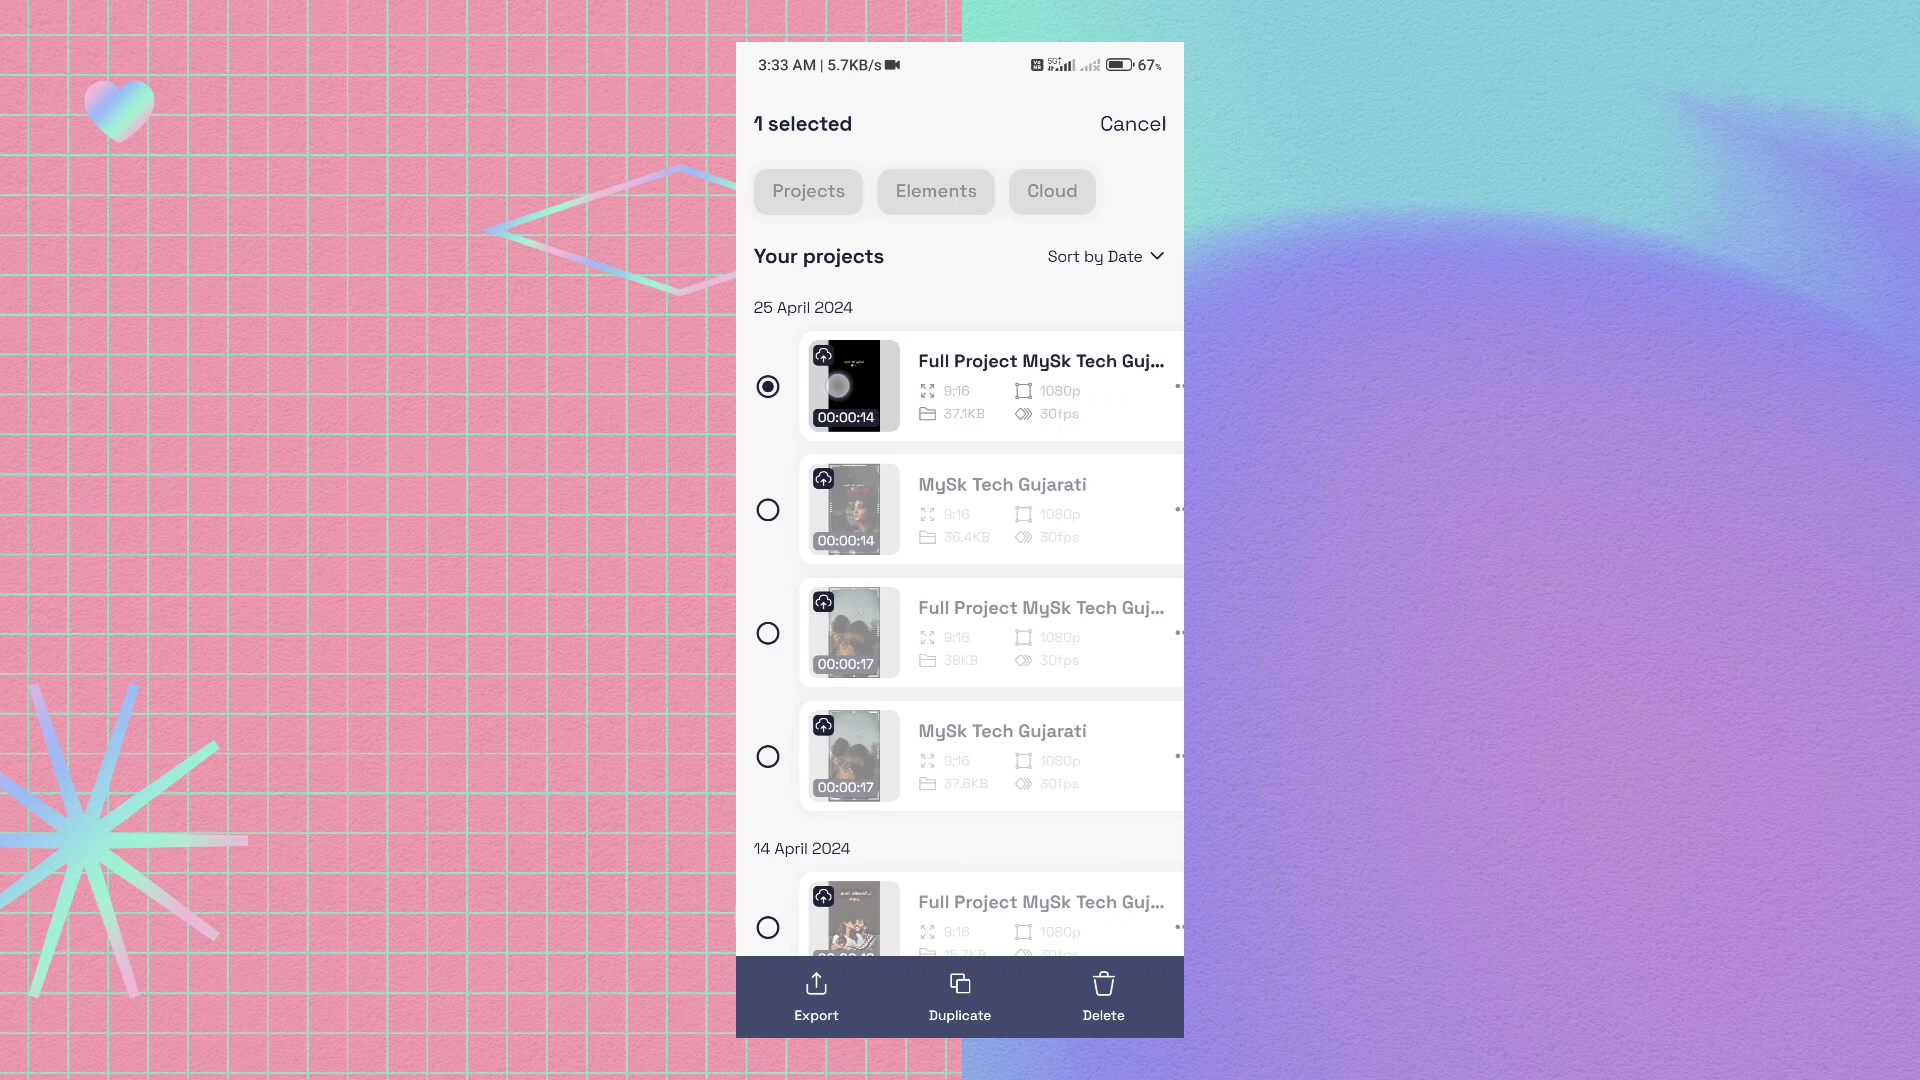 3:33 AM | 5.7KB/s 67%
1 selected Cancel
Projects Elements Cloud
Your projects Sort by Date
25 April 2024
Full Project MySk Tech Guj...
9:16 1080p
00:00:14 37.1KB 30fps
MySk Tech Gujarati
9:16 1080p
00:00:14 36.4KB 30fps
Full Project MySk Tech Guj...
9:16 1080p
00:00:17 38KB 30fps
MySk Tech Gujarati
9:16 1080p
00:00:17 37.6KB 30fps
14 April 2024
Full Project MySk Tech Guj...
9:16 1080p
15.7KB 30fps
Export Duplicate Delete